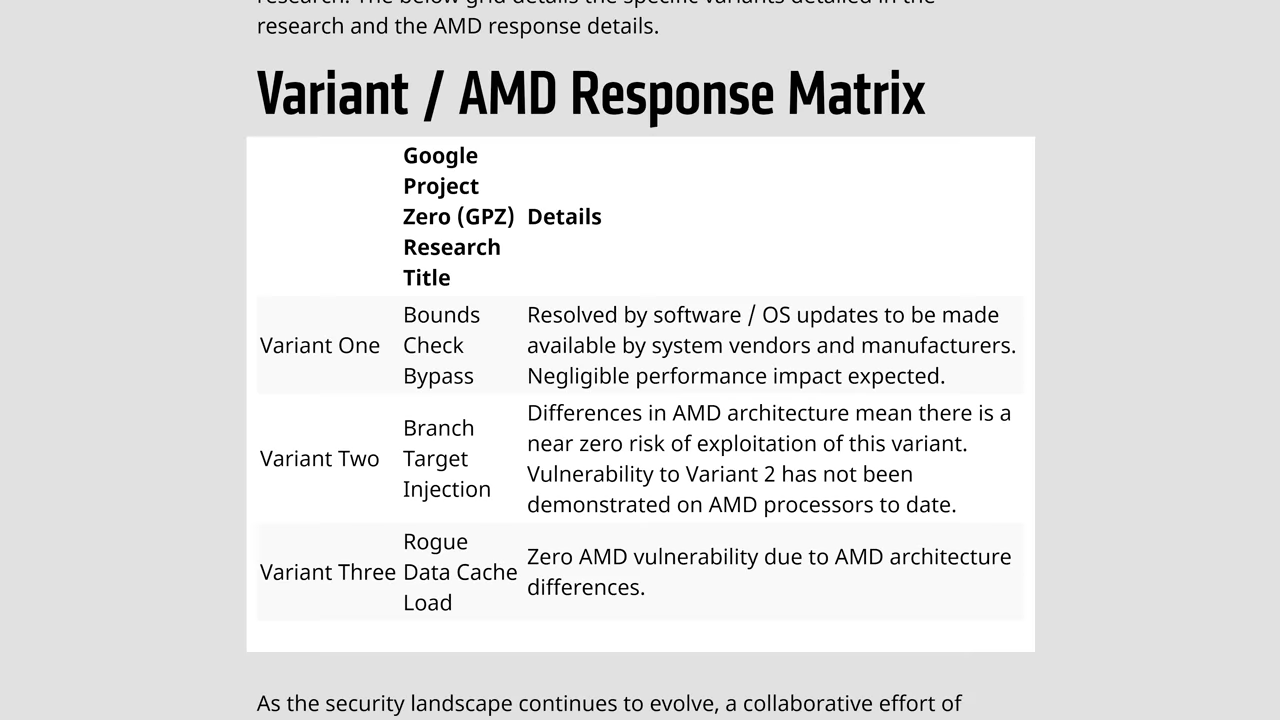 research. The below grid details the specific variants detailed in the
research and the AMD response details.
Variant / AMD Response Matrix
Google
Project
Zero (GPZ) Details
Research
Title
Bounds
Check
Bypass
Variant One
Resolved by software / OS updates to be made
available by system vendors and manufacturers.
Negligible performance impact expected.
Variant Two
Branch
Target
Injection
Differences in AMD architecture mean there is a
near zero risk of exploitation of this variant.
Vulnerability to Variant 2 has not been
demonstrated on AMD processors to date.
Variant Three
Rogue
Data Cache
Load
Zero AMD vulnerability due to AMD architecture
differences.
As the security landscape continues to evolve, a collaborative effort of